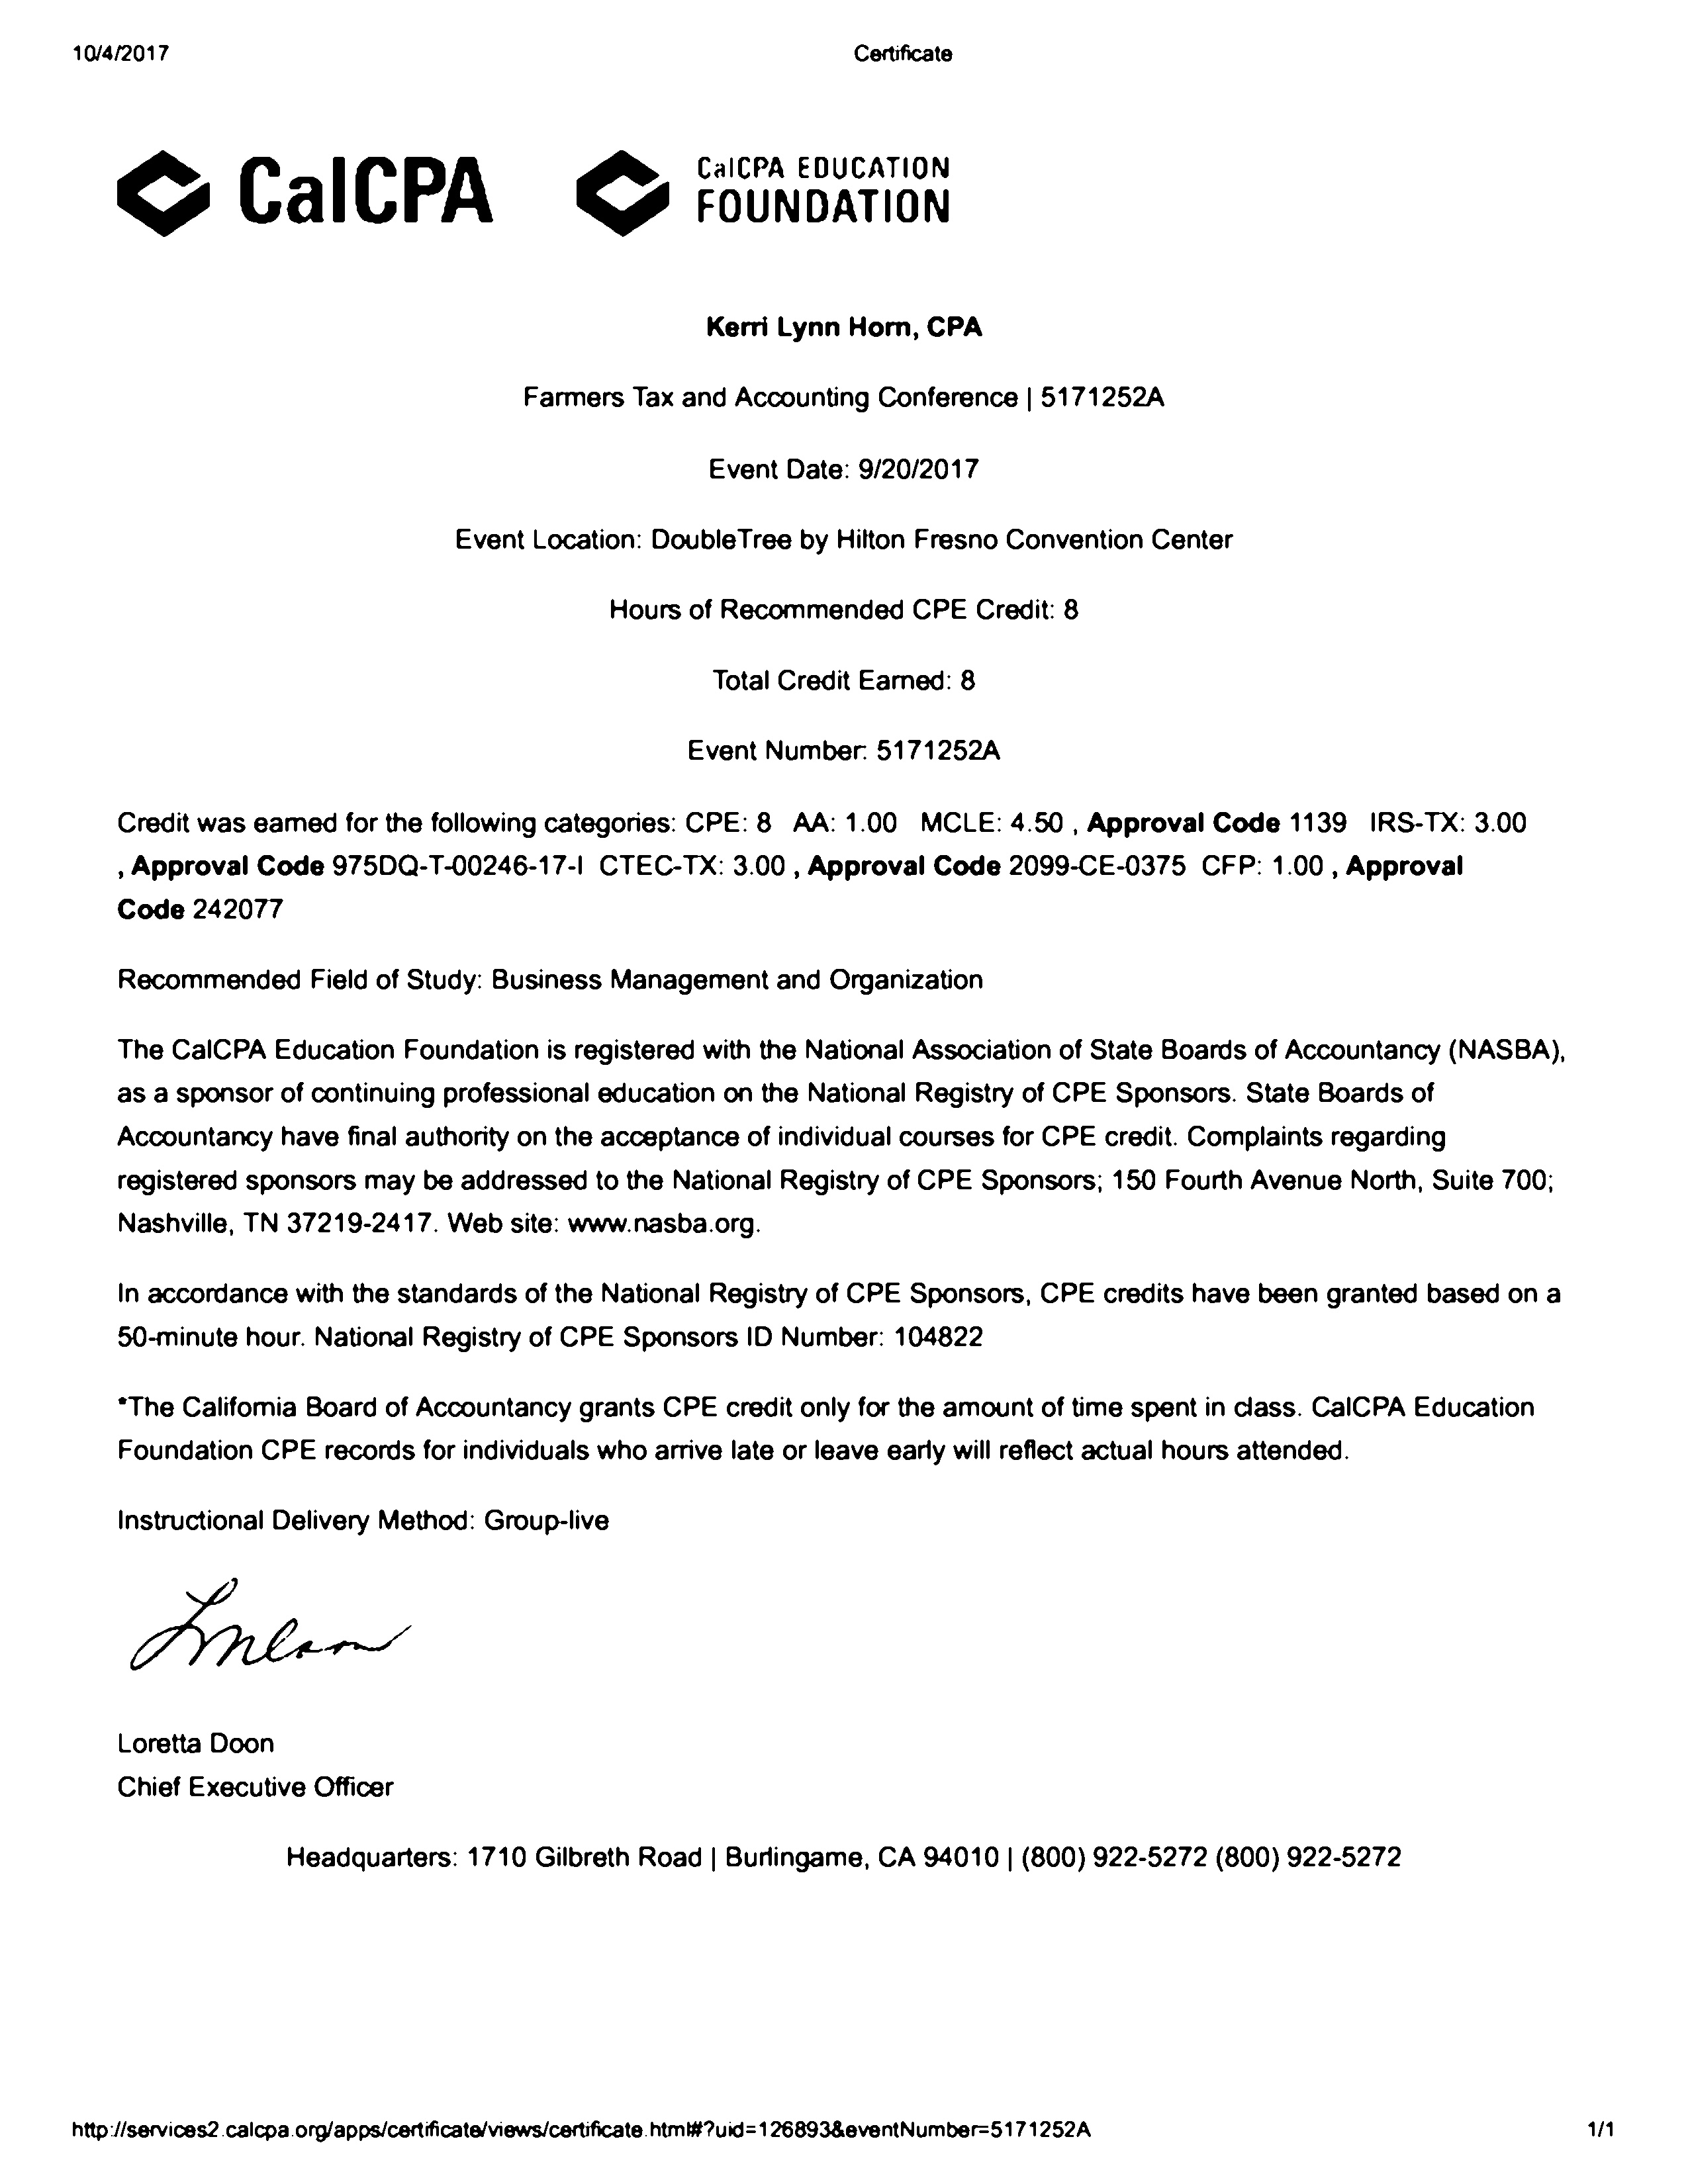 10/4/2017 Certificate
CalCPA CalCPA EDUCATION FOUNDATION
Kerri Lynn Horn, CPA
Farmers Tax and Accounting Conference | 5171252A
Event Date: 9/20/2017
Event Location: DoubleTree by Hilton Fresno Convention Center
Hours of Recommended CPE Credit: 8
Total Credit Earned: 8
Event Number: 5171252A
Credit was earned for the following categories: CPE: 8 AA: 1.00 MCLE: 4.50 , Approval Code 1139 IRS-TX: 3.00
, Approval Code 975DQ-T-00246-17-I CTEC-TX: 3.00 , Approval Code 2099-CE-0375 CFP: 1.00 , Approval
Code 242077
Recommended Field of Study: Business Management and Organization
The CalCPA Education Foundation is registered with the National Association of State Boards of Accountancy (NASBA),
as a sponsor of continuing professional education on the National Registry of CPE Sponsors. State Boards of
Accountancy have final authority on the acceptance of individual courses for CPE credit. Complaints regarding
registered sponsors may be addressed to the National Registry of CPE Sponsors; 150 Fourth Avenue North, Suite 700;
Nashville, TN 37219-2417. Web site: www.nasba.org.
In accordance with the standards of the National Registry of CPE Sponsors, CPE credits have been granted based on a
50-minute hour. National Registry of CPE Sponsors ID Number: 104822
*The California Board of Accountancy grants CPE credit only for the amount of time spent in class. CalCPA Education
Foundation CPE records for individuals who arrive late or leave early will reflect actual hours attended.
Instructional Delivery Method: Group-live
Loretta Doon
Chief Executive Officer
Headquarters: 1710 Gilbreth Road | Burlingame, CA 94010 | (800) 922-5272 (800) 922-5272
http://services2.calcpa.org/apps/certificate/views/certificate.html#?uid=126893&eventNumber=5171252A 1/1